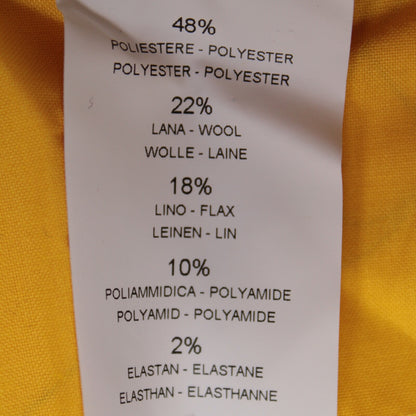 48%
POLIESTERE - POLYESTER
POLYESTER - POLYESTER
22%
LANA - WOOL
WOLLE - LAINE
18%
LINO - FLAX
LEINEN - LIN
10%
POLIAMMIDICA - POLYAMIDE
POLYAMID - POLYAMIDE
2%
ELASTAN - ELASTANE
ELASTHAN - ELASTHANNE